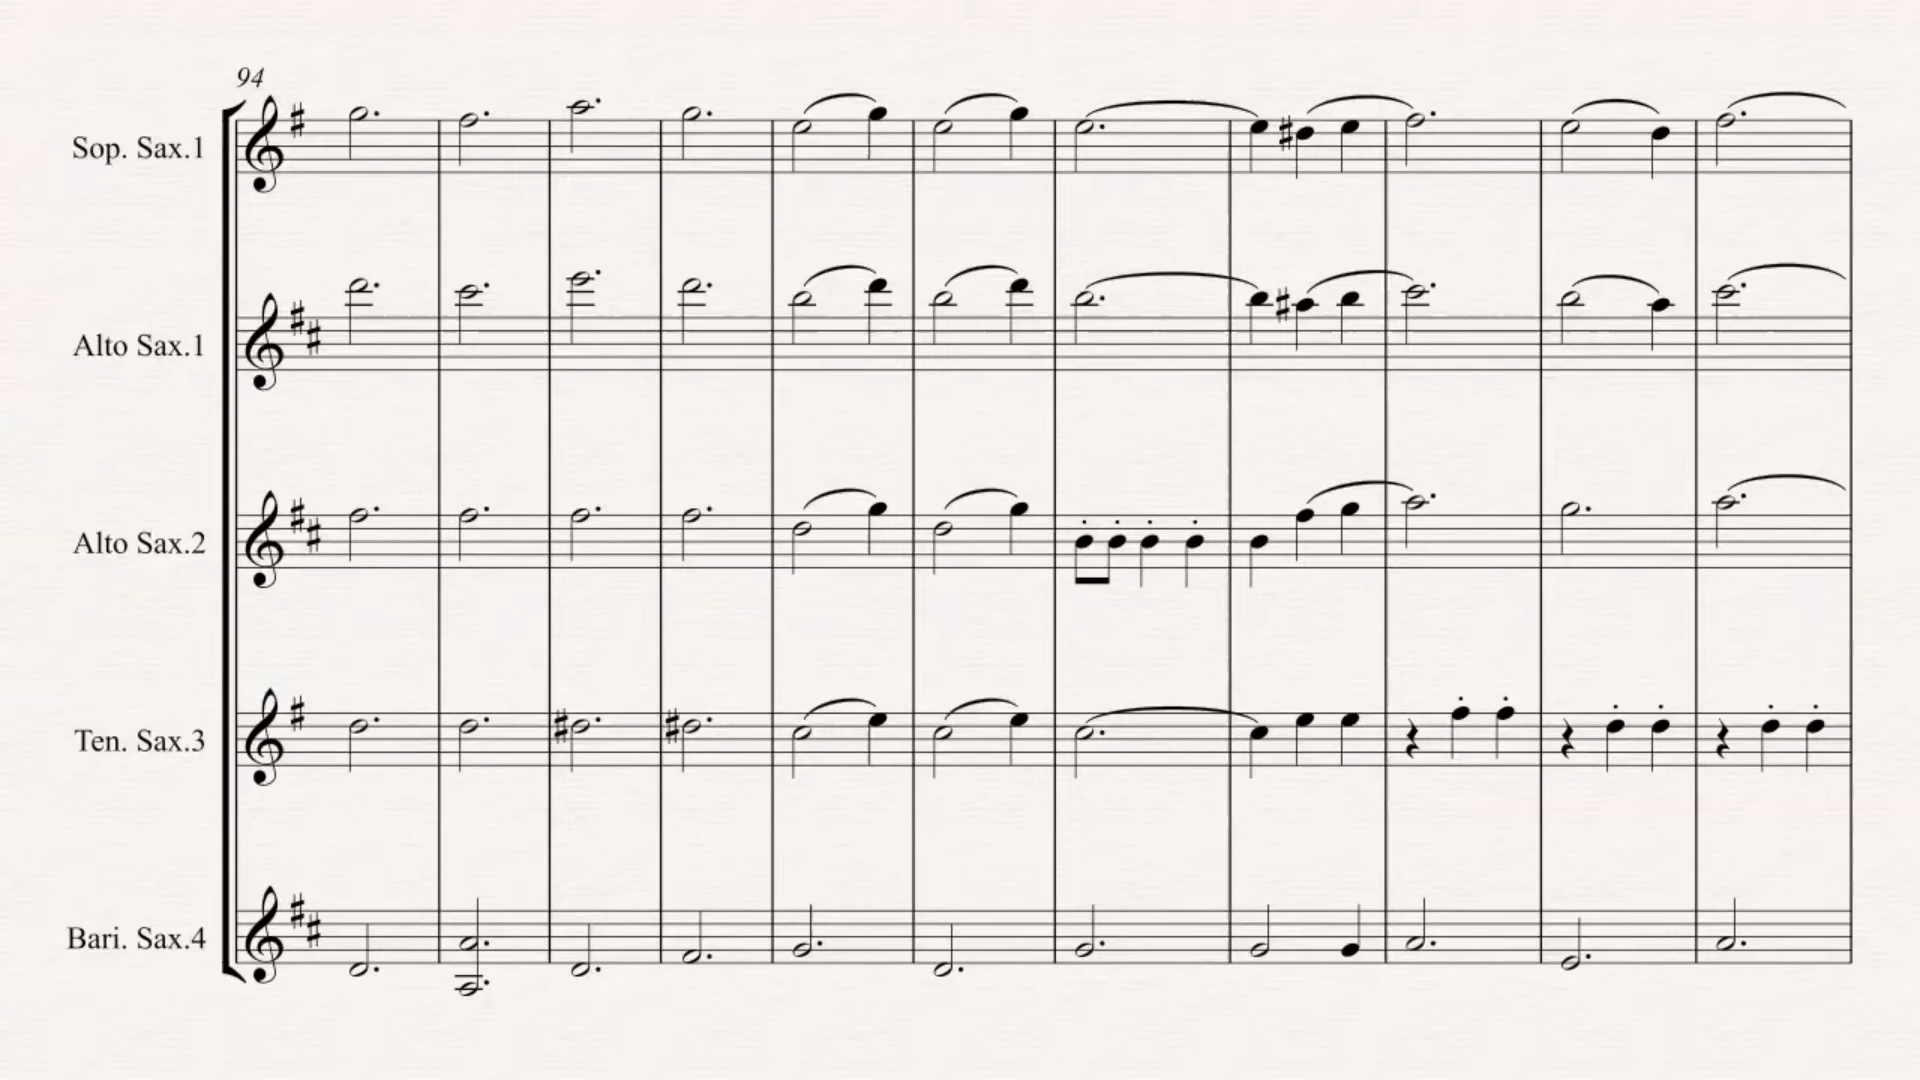 94
Sop. Sax.1
Alto Sax.1
Alto Sax.2
Ten. Sax.3
Bari. Sax.4